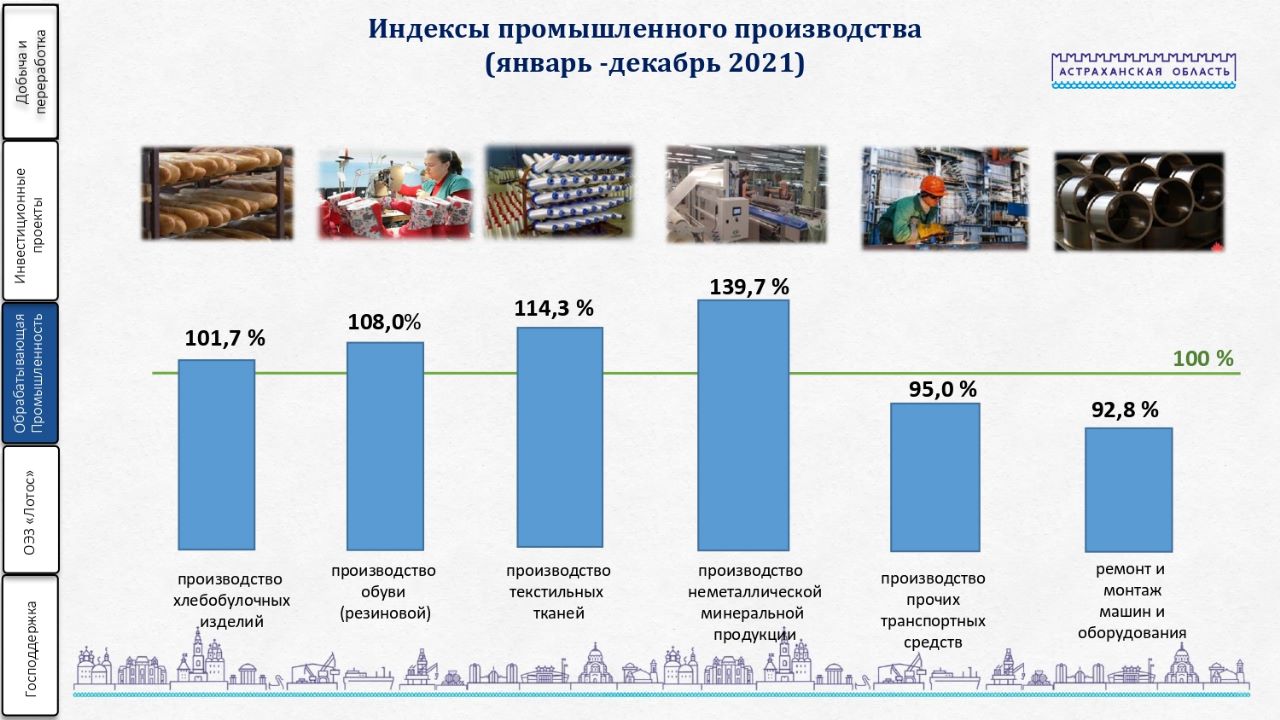 Индексы промышленного производства
(январь -декабрь 2021)
АСТРАХАНСКАЯ ОБЛАСТЬ
Добыча и
переработка
Инвестиционные
проекты
Обрабатывающая
Промышленность
ОЭЗ «Лотос»
Господдержка
101,7 %
108,0%
114,3 %
139,7 %
95,0 %
92,8 %
100 %
производство
хлебобулочных
изделий
производство
обуви
(резиновой)
производство
текстильных
тканей
производство
неметаллической
минеральной
продукции
производство
прочих
транспортных
средств
ремонт и
монтаж
машин и
оборудования